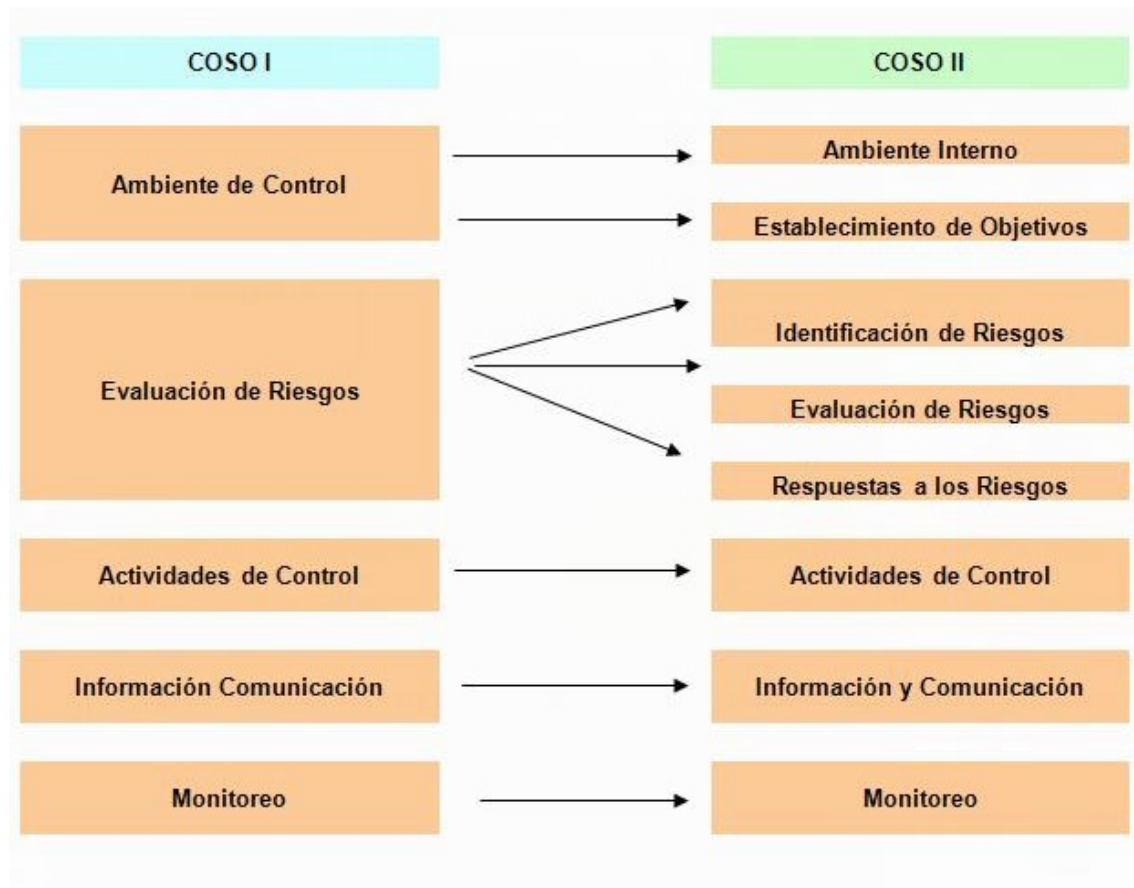 COSO I
COSO II
Ambiente de Control
Ambiente Interno
Establecimiento de Objetivos
Evaluación de Riesgos
Identificación de Riesgos
Evaluación de Riesgos
Respuestas a los Riesgos
Actividades de Control
Actividades de Control
Información Comunicación
Información y Comunicación
Monitoreo
Monitoreo